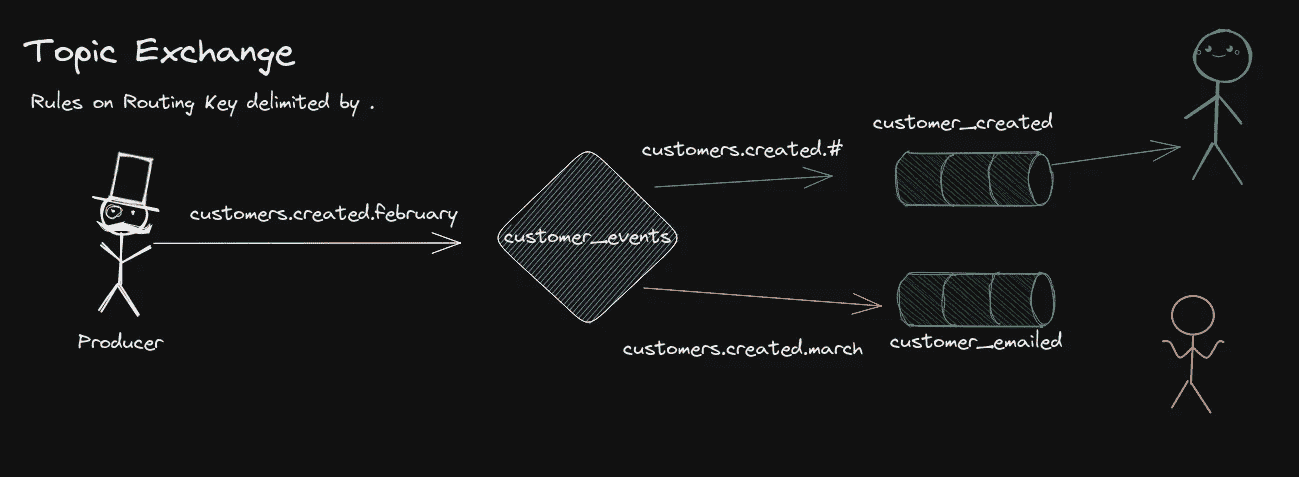 Topic Exchange
Rules on Routing Key delimited by .
customers.created.february
Producer
customer_events
customers.created.#
customers.created.march
customer_created
customer_emailed